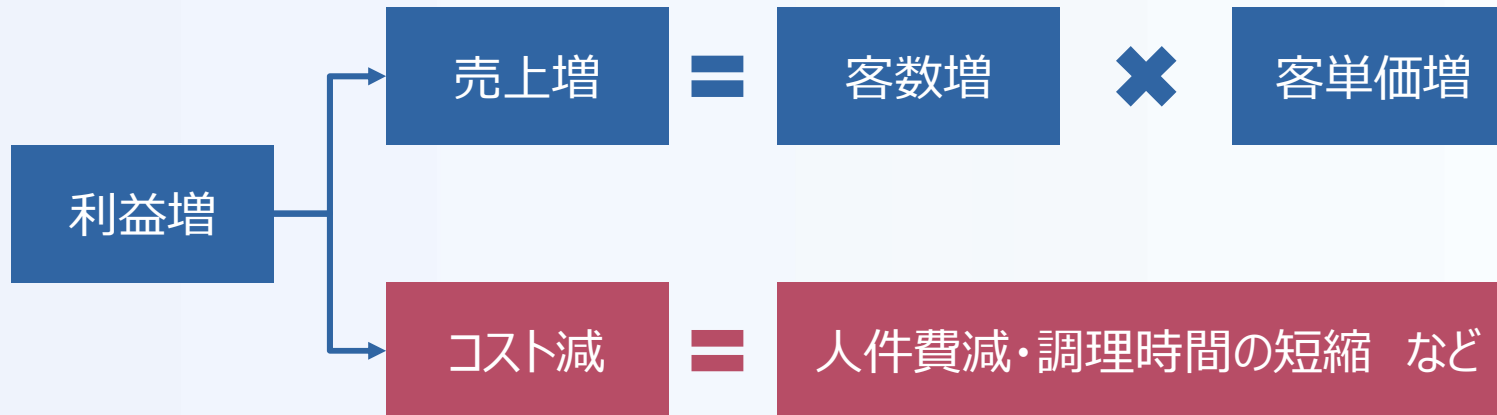 売上増 = 客数増 ✖ 客単価増
利益増
コスト減 = 人件費減・調理時間の短縮　など